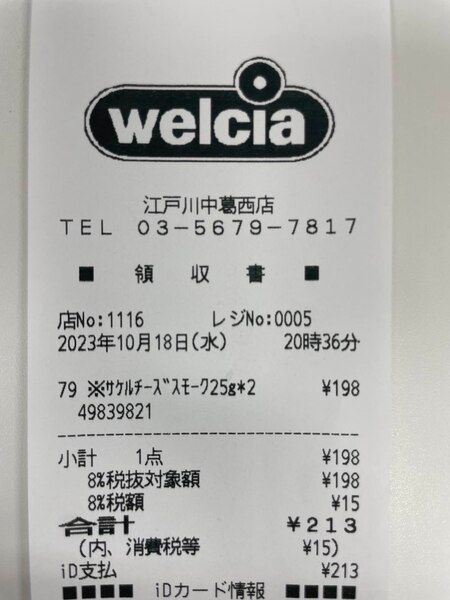 welcia
江戸川中葛西店
TEL 03-5679-7817
■ 領収書 ■
店No:1116 レジNo:0005
2023年10月18日(水) 20時36分
79 ※ｻｹﾙﾁｰｽﾞｽﾓｰｸ25g*2 ¥198
49839821
小計 1点 ¥198
8%税抜対象額 ¥198
8%税額 ¥15
合計 ¥213
(内、消費税等 ¥15)
iD支払 ¥213
■■■■ iDカード情報 ■■■■